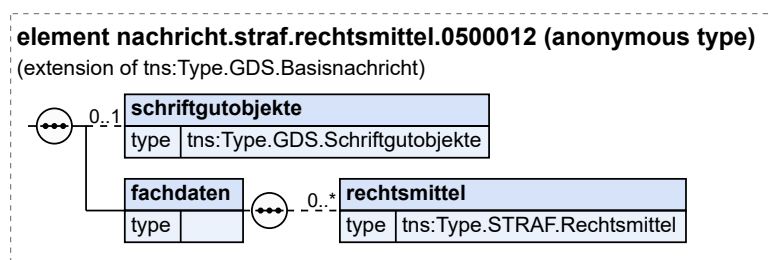 element nachricht.straf.rechtsmittel.0500012 (anonymous type)
(extension of tns:Type.GDS.Basisnachricht)
0..1 schriftgutobjekte
type tns:Type.GDS.Schriftgutobjekte
fachdaten 0..* rechtsmittel
type type tns:Type.STRAF.Rechtsmittel